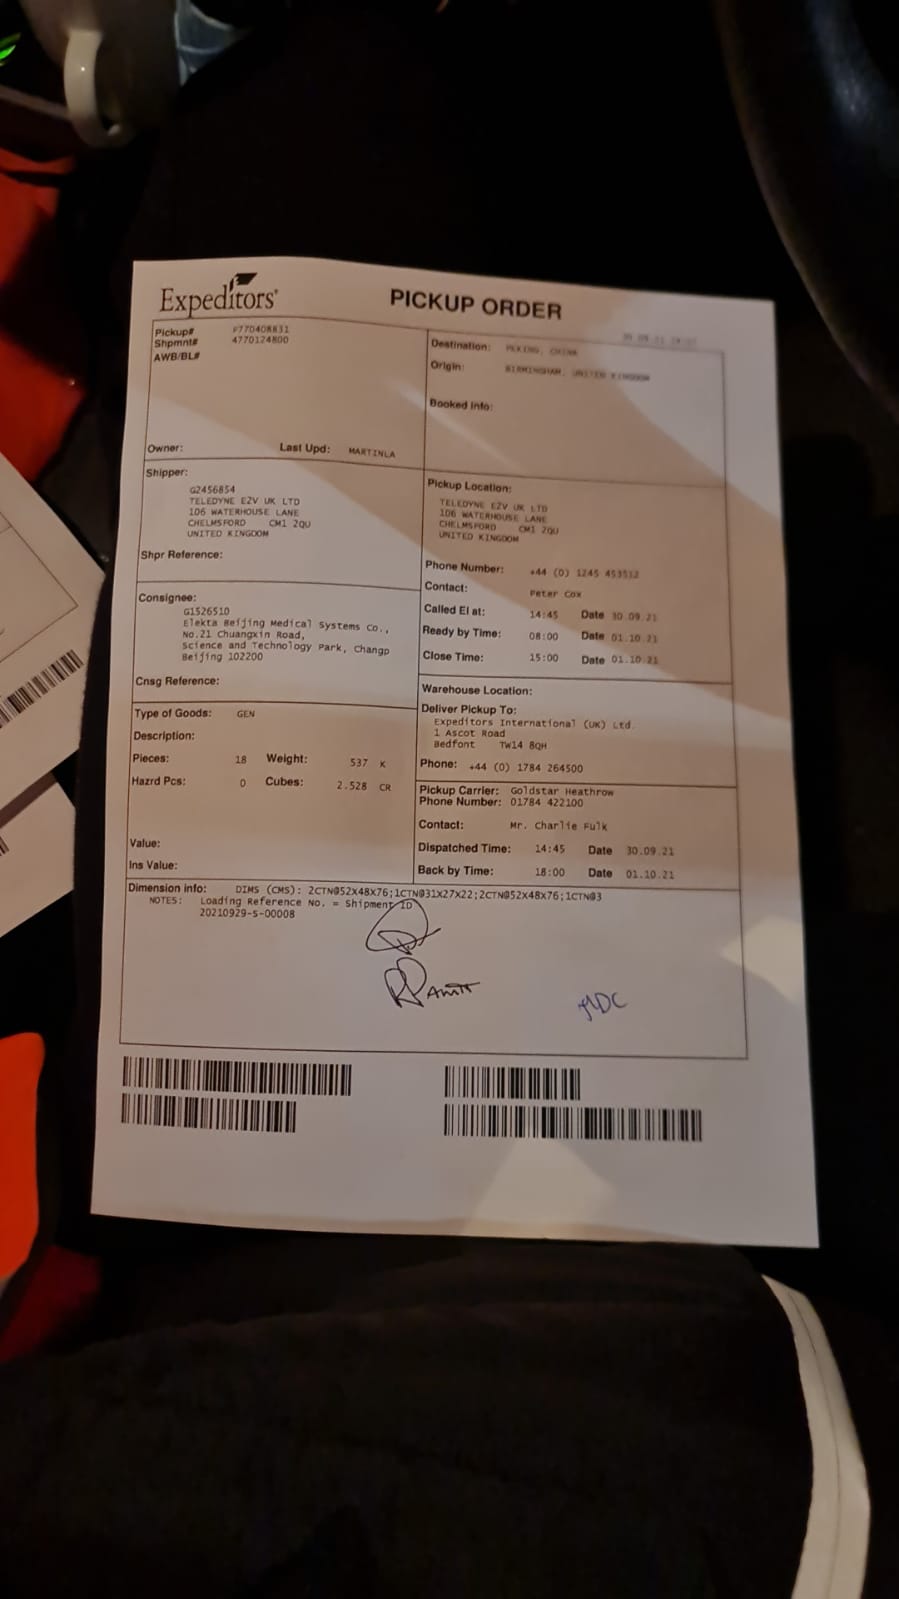 Expeditors
PICKUP ORDER
Pickup# P770408831
Shpmnt# 4770124800
AWB/BL#
Owner: Last Upd: MARTINLA
Destination: PEKING, CHINA
Origin: BIRMINGHAM, UNITED KINGDOM
Booked Info:
Shipper:
G2456854
TELEDYNE E2V UK LTD
106 WATERHOUSE LANE
CHELMSFORD CM1 2QU
UNITED KINGDOM
Shpr Reference:
Consignee:
G1526510
Elekta Beijing Medical Systems Co.,
No.21 Chuangxin Road,
Science and Technology Park, Changp
Beijing 102200
Cnsg Reference:
Type of Goods: GEN
Description:
Pieces: 18 Weight: 537 K
Hazrd Pcs: 0 Cubes: 2.528 CR
Value:
Ins Value:
Pickup Location:
TELEDYNE E2V UK LTD
106 WATERHOUSE LANE
CHELMSFORD CM1 2QU
UNITED KINGDOM
Phone Number: +44 (0) 1245 453512
Contact: Peter Cox
Called EI at: 14:45 Date 30.09.21
Ready by Time: 08:00 Date 01.10.21
Close Time: 15:00 Date 01.10.21
Warehouse Location:
Deliver Pickup To:
Expeditors International (UK) Ltd.
1 Ascot Road
Bedfont TW14 8QH
Phone: +44 (0) 1784 264500
Pickup Carrier: Goldstar Heathrow
Phone Number: 01784 422100
Contact: Mr. Charlie Fulk
Dispatched Time: 14:45 Date 30.09.21
Back by Time: 18:00 Date 01.10.21
Dimension info: DIMS (CMS): 2CTN@52X48X76;1CTN@31X27X22;2CTN@52X48X76;1CTN@3
NOTES: Loading Reference No. = Shipment ID
20210929-S-00008